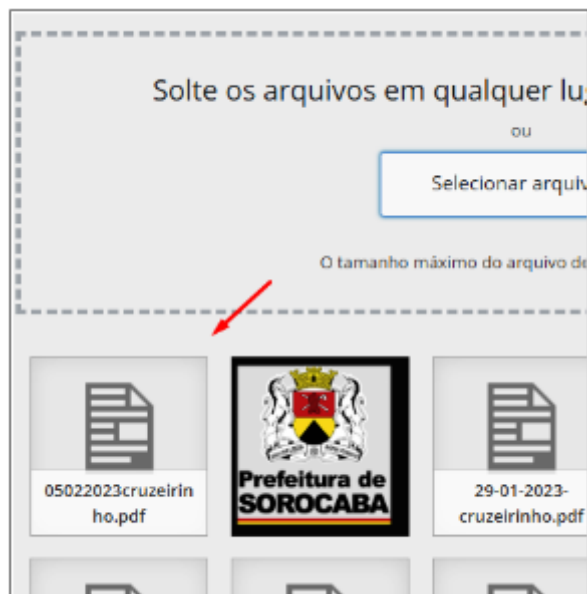 Solte os arquivos em qualquer lug
ou
Selecionar arquiv
O tamanho máximo do arquivo de
05022023cruzeirin
ho.pdf
Prefeitura de
SOROCABA
29-01-2023-
cruzeirinho.pdf